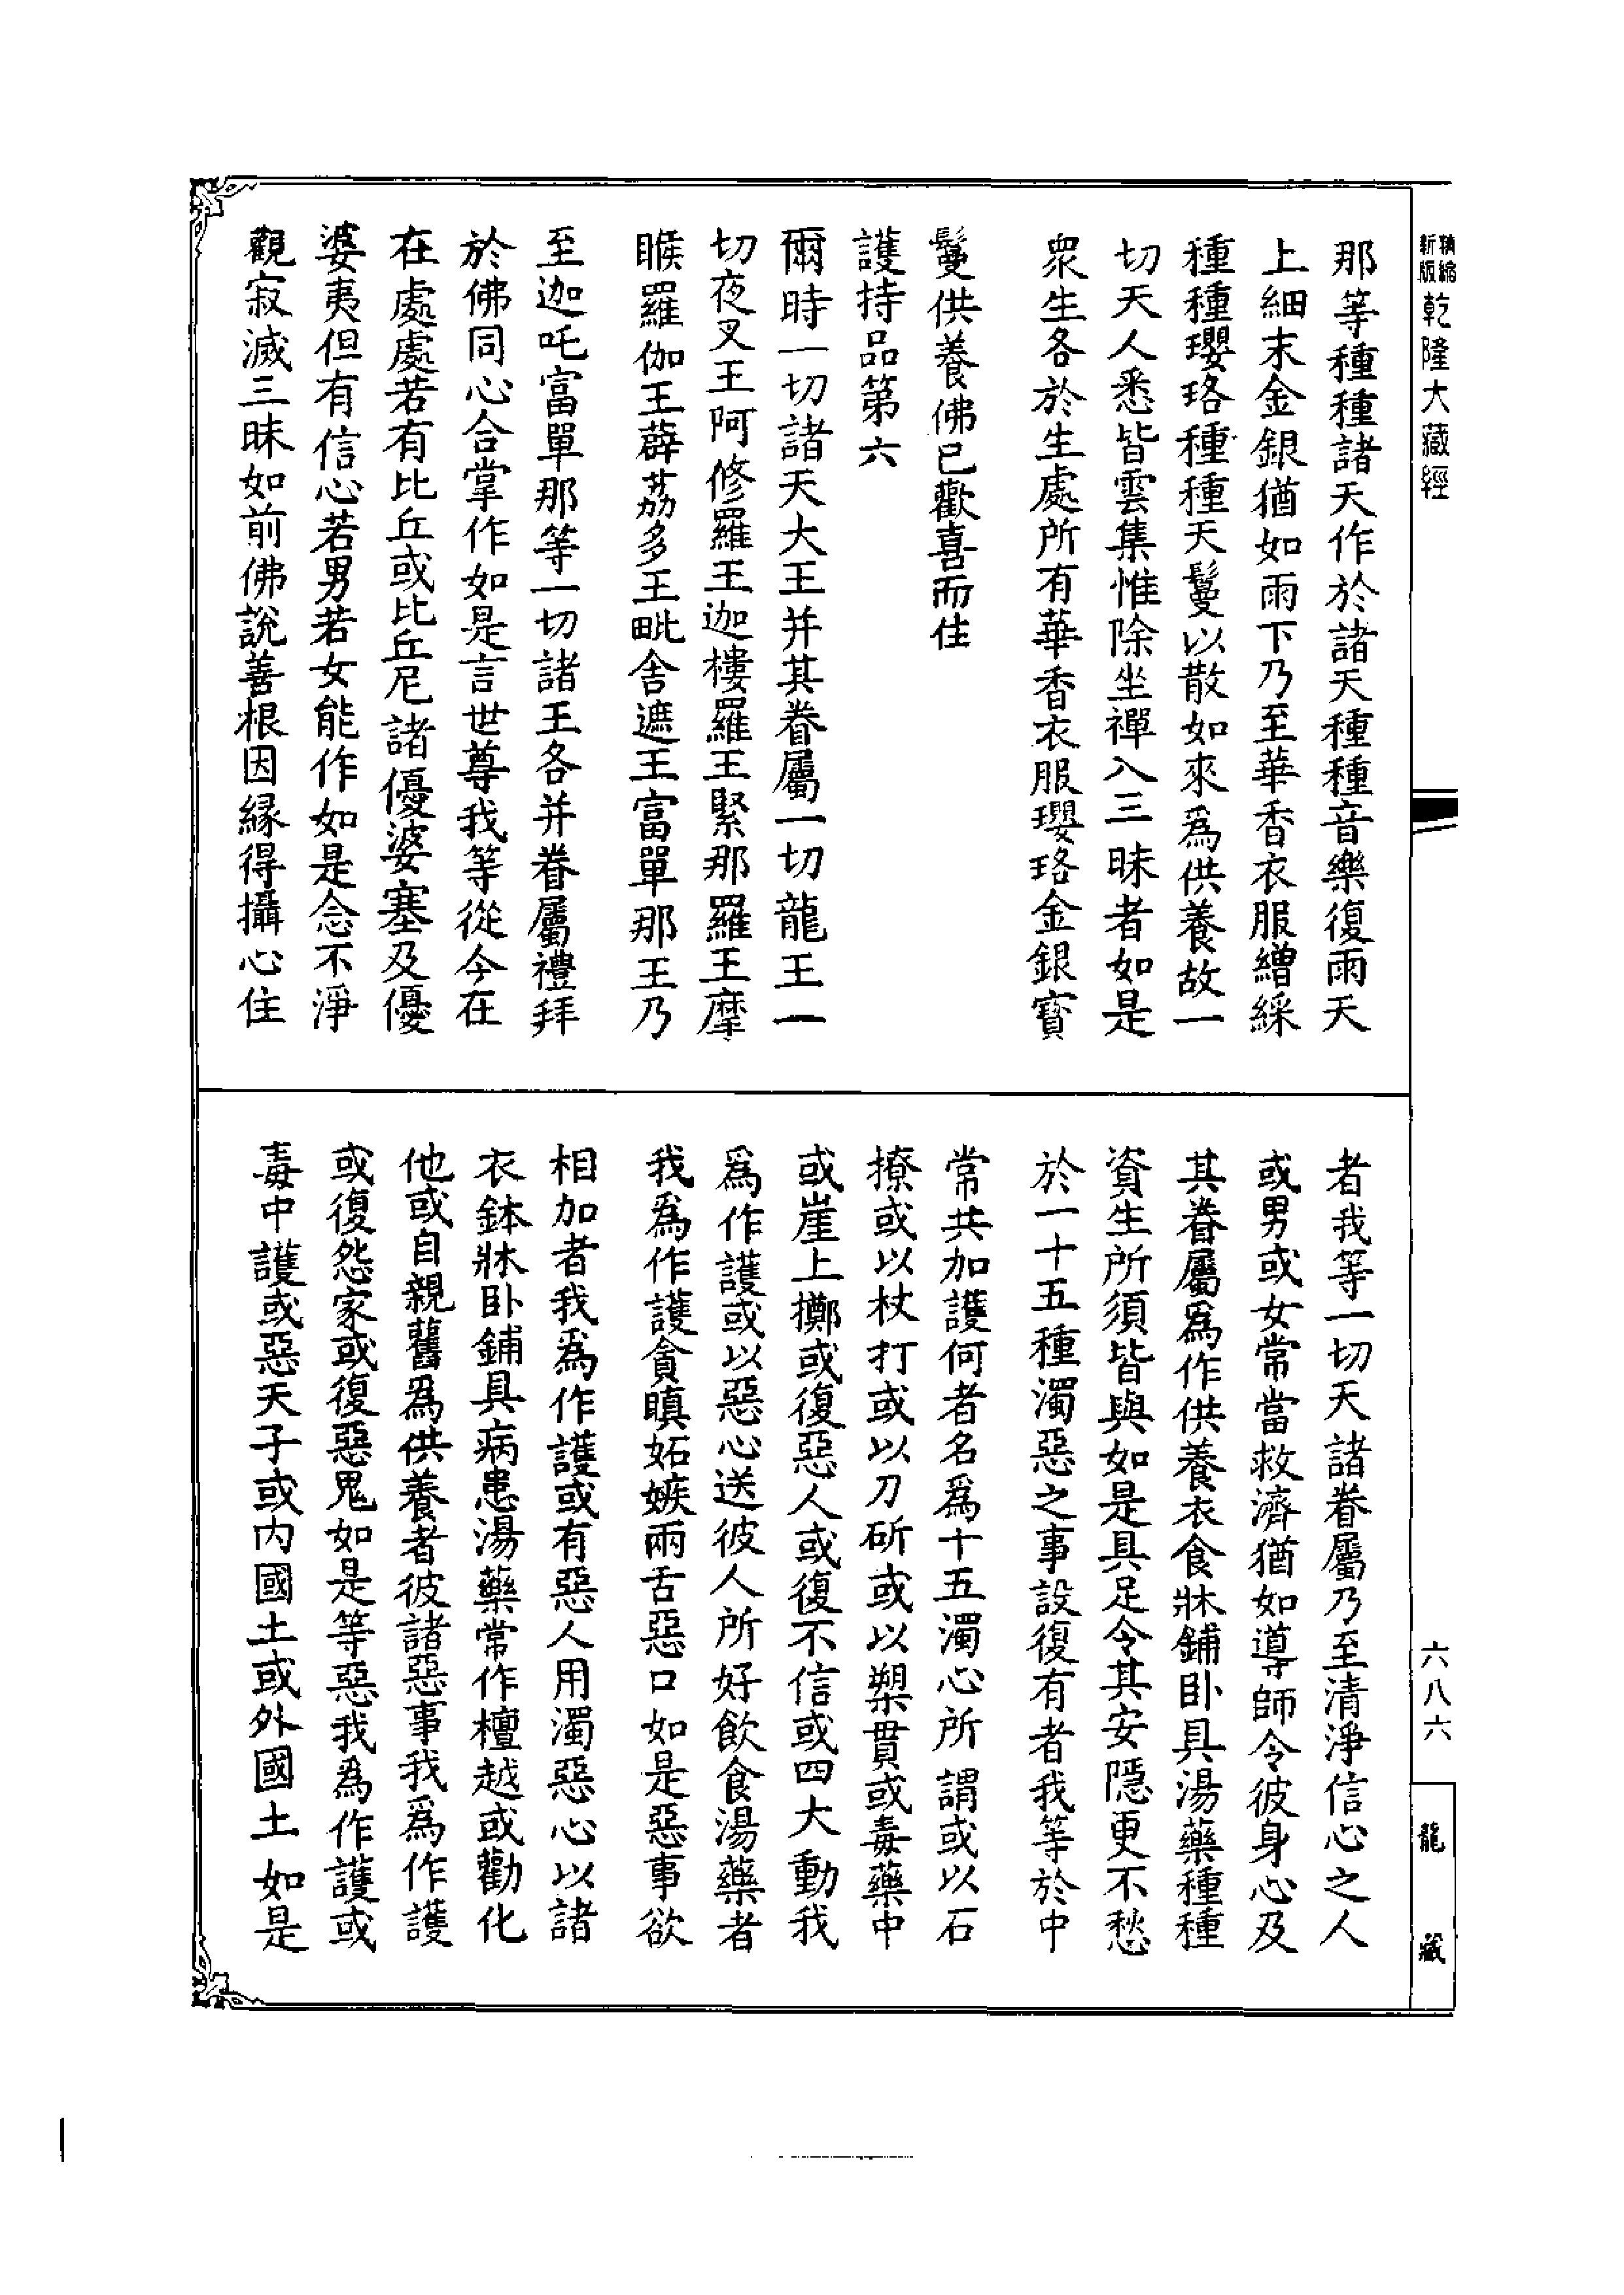 新版 精縮 乾隆大藏經
那等種種諸天作於諸天種種音樂復雨天
上細末金銀猶如雨下乃至華香衣服繒綵
種種瓔珞種種天鬘以散如來爲供養故一
切天人悉皆雲集惟除坐禪入三昧者如是
衆生各於生處所有華香衣服瓔珞金銀寶
鬘供養佛已歡喜而住
護持品第六
爾時一切諸天大王并其眷屬一切龍王一
切夜叉王阿修羅王迦樓羅王緊那羅王摩
睺羅伽王薜茘多王毗舍遮王富單那王乃
至迦吒富單那等一切諸王各并眷屬禮拜
於佛同心合掌作如是言世尊我等從今在
在處處若有比丘或比丘尼諸優婆塞及優
婆夷但有信心若男若女能作如是念不淨
觀寂滅三昧如前佛說善根因縁得攝心住
者我等一切天諸眷屬乃至清淨信心之人
或男或女常當救濟猶如導師令彼身心及
其眷屬爲作供養衣食牀鋪卧具湯藥種種
資生所須皆與如是具足令其安隱更不愁
於一十五種濁惡之事設復有者我等於中
常共加護何者名爲十五濁心所謂或以石
撩或以杖打或以刀斫或以槊貫或毒藥中
或崖上擲或復惡人或復不信或四大動我
爲作護或以惡心送彼人所好飲食湯藥者
我爲作護貪瞋妬嫉兩舌惡口如是惡事欲
相加者我爲作護或有惡人用濁惡心以諸
衣鉢牀卧鋪具病患湯藥常作檀越或勸化
他或自親舊爲供養者彼諸惡事我爲作護
或復怨家或復惡鬼如是等惡我爲作護或
毒中護或惡天子或内國土或外國土如是
六八六
龍藏